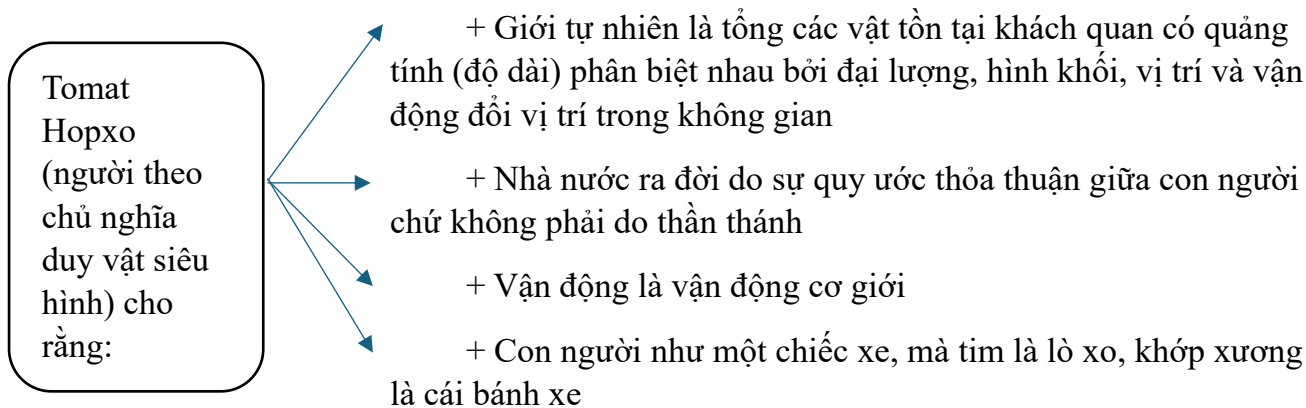 Tomat
Hopxo
(người theo
chủ nghĩa
duy vật siêu
hình) cho
rằng:
+ Giới tự nhiên là tổng các vật tồn tại khách quan có quảng
tính (độ dài) phân biệt nhau bởi đại lượng, hình khối, vị trí và vận
động đổi vị trí trong không gian
+ Nhà nước ra đời do sự quy ước thỏa thuận giữa con người
chứ không phải do thần thánh
+ Vận động là vận động cơ giới
+ Con người như một chiếc xe, mà tim là lò xo, khớp xương
là cái bánh xe